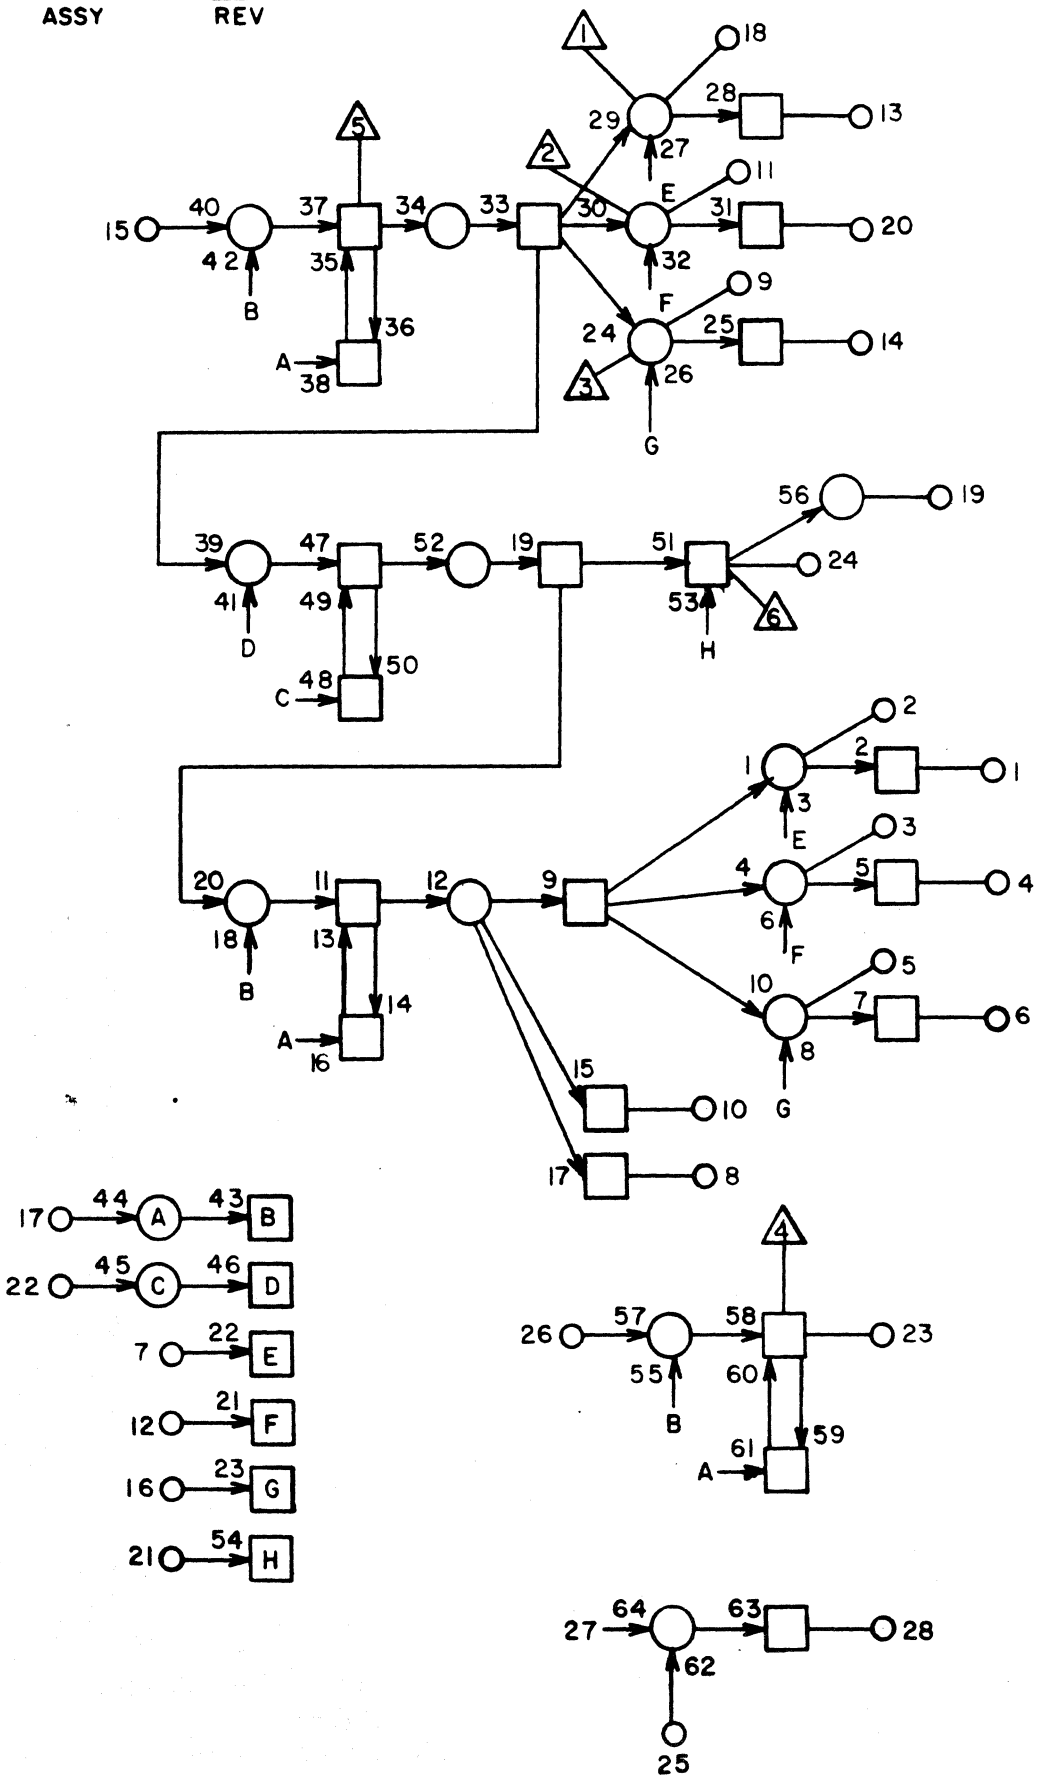 ASSY REV
1 18
28 13
29 27
5 2 E 11
15 40 37 34 33 30 31 20
42 35 32
B F 9
36 24 25 14
A 38 3 26
G
56 19
39 47 52 19 51 24
41 49 53 6
D H
50
C 48
2
1 2 1
3
E 3
20 11 12 9 4 5 4
18 13 6
B F 5
14 10 7 6
A 16 8
15 10 G
17 8
17 44 A 43 B
4
22 45 C 46 D
26 57 58 23
7 22 E
55 60
B
12 21 F
59
A 61
16 23 G
21 54 H
27 64 63 28
62
25